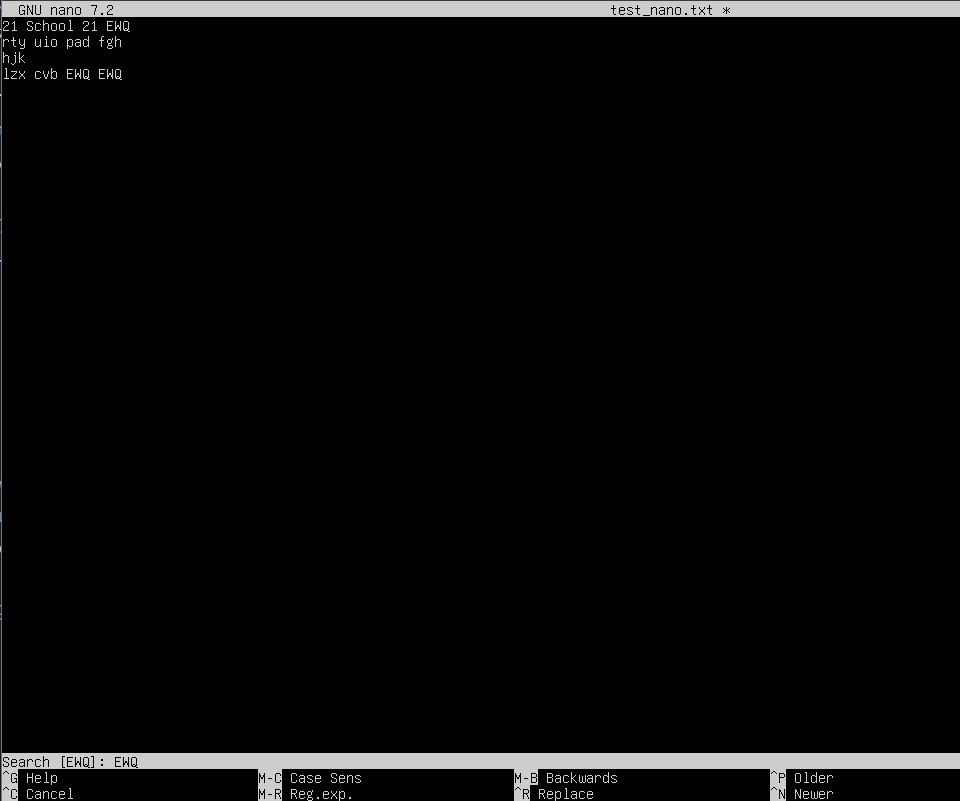 GNU nano 7.2 test_nano.txt *
21 School 21 EWQ
rty uio pad fgh
hjk
lzx cvb EWQ EWQ
Search [EWQ]: EWQ
^G Help M-C Case Sens M-B Backwards ^P Older
^C Cancel M-R Reg.exp. ^R Replace ^N Newer